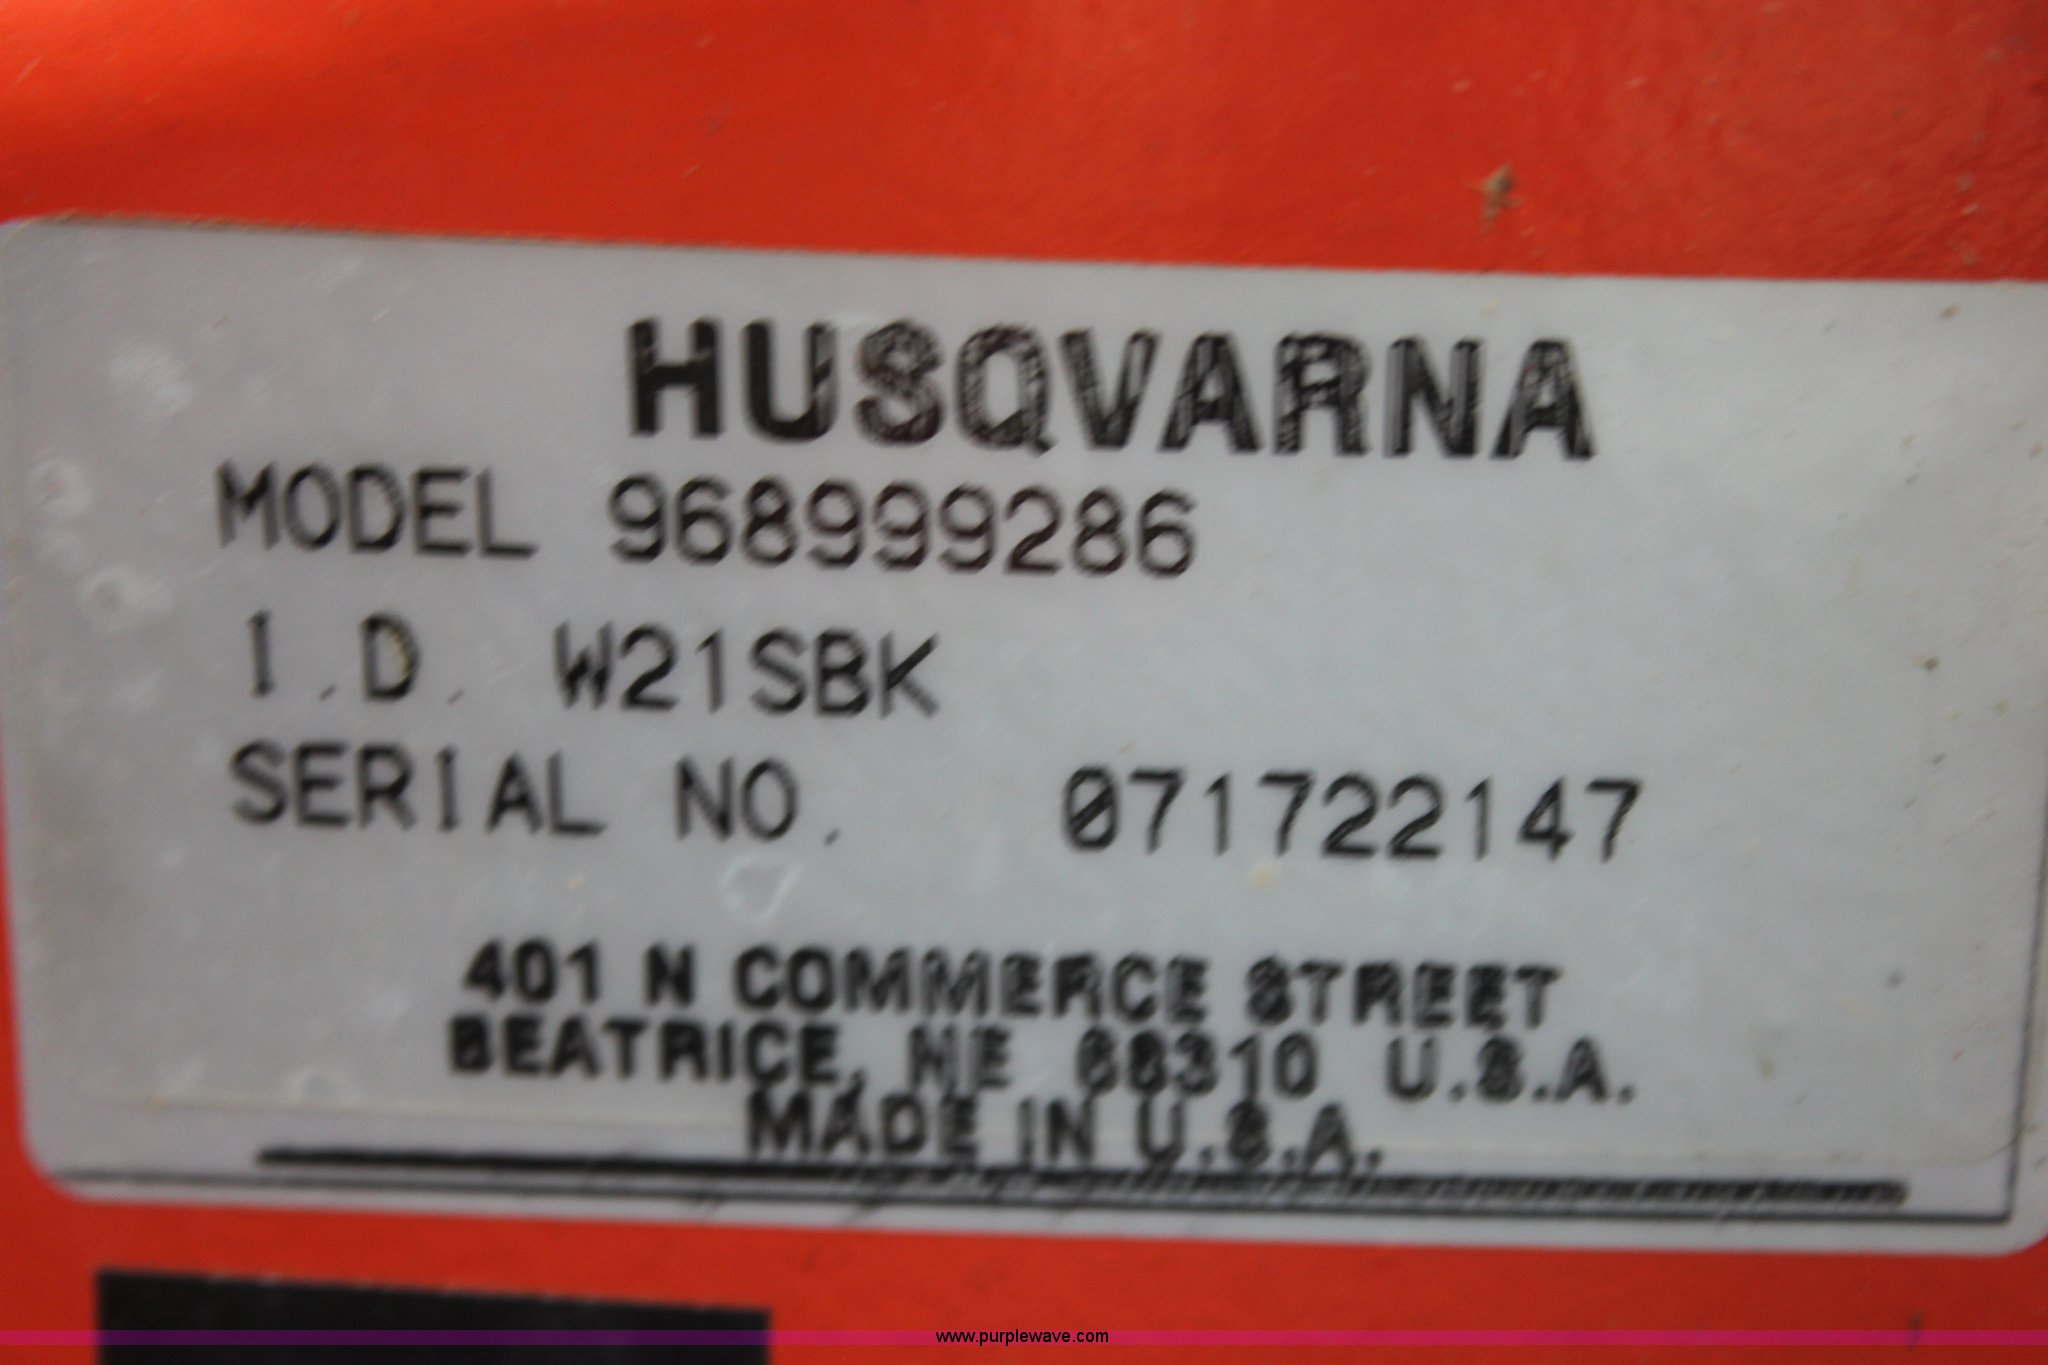 HUSQVARNA
MODEL 968999286
I.D. W21SBK
SERIAL NO. 071722147
401 N COMMERCE STREET
BEATRICE, NE 68310 U.S.A.
MADE IN U.S.A.
www.purplewave.com